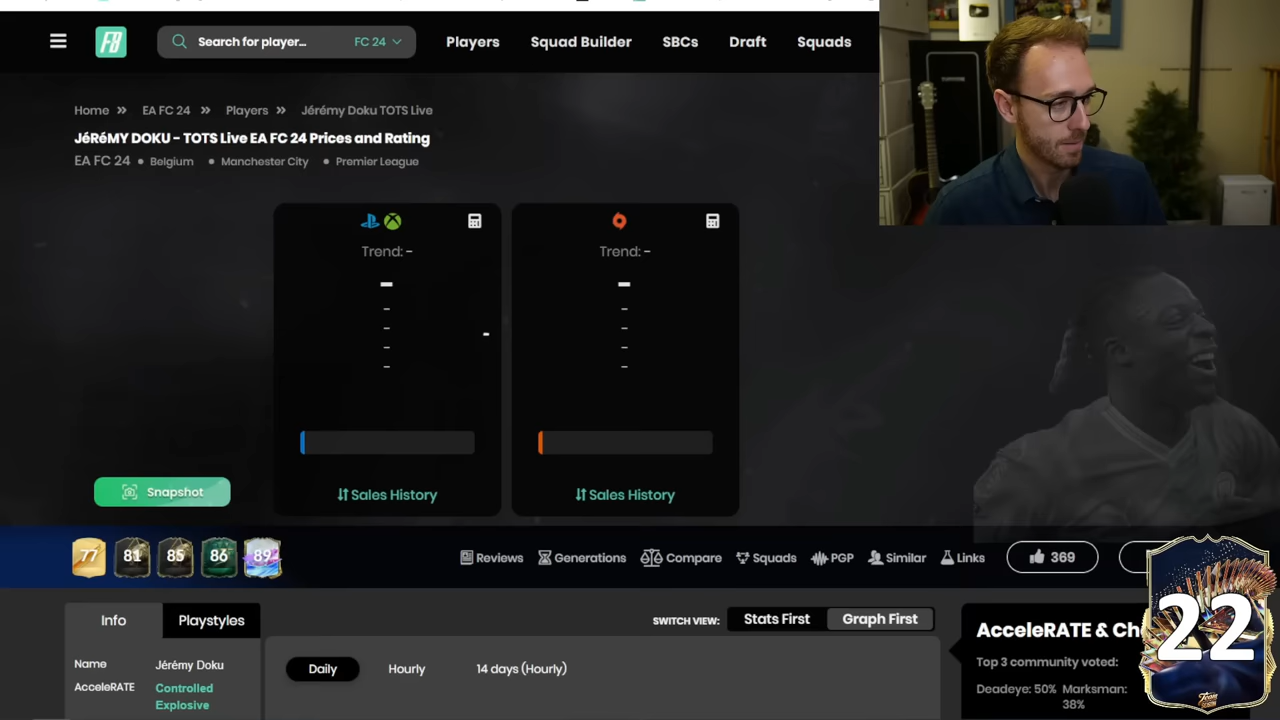 FB
Search for player...
FC 24
Players
Squad Builder
SBCs
Draft
Squads
Home » EA FC 24 » Players » Jérémy Doku TOTS Live
JéRéMY DOKU - TOTS Live EA FC 24 Prices and Rating
EA FC 24 • Belgium • Manchester City • Premier League
Trend: -
Trend: -
-
-
-
-
-
-
-
-
-
-
-
Sales History
Sales History
Snapshot
77
81
85
86
89
Reviews
Generations
Compare
Squads
PGP
Similar
Links
369
22
Info
Playstyles
SWITCH VIEW:
Stats First
Graph First
AcceleRATE & Ch
Top 3 community voted:
Deadeye: 50% Marksman:
38%
Name
Jérémy Doku
AcceleRATE
Controlled
Explosive
Daily
Hourly
14 days (Hourly)